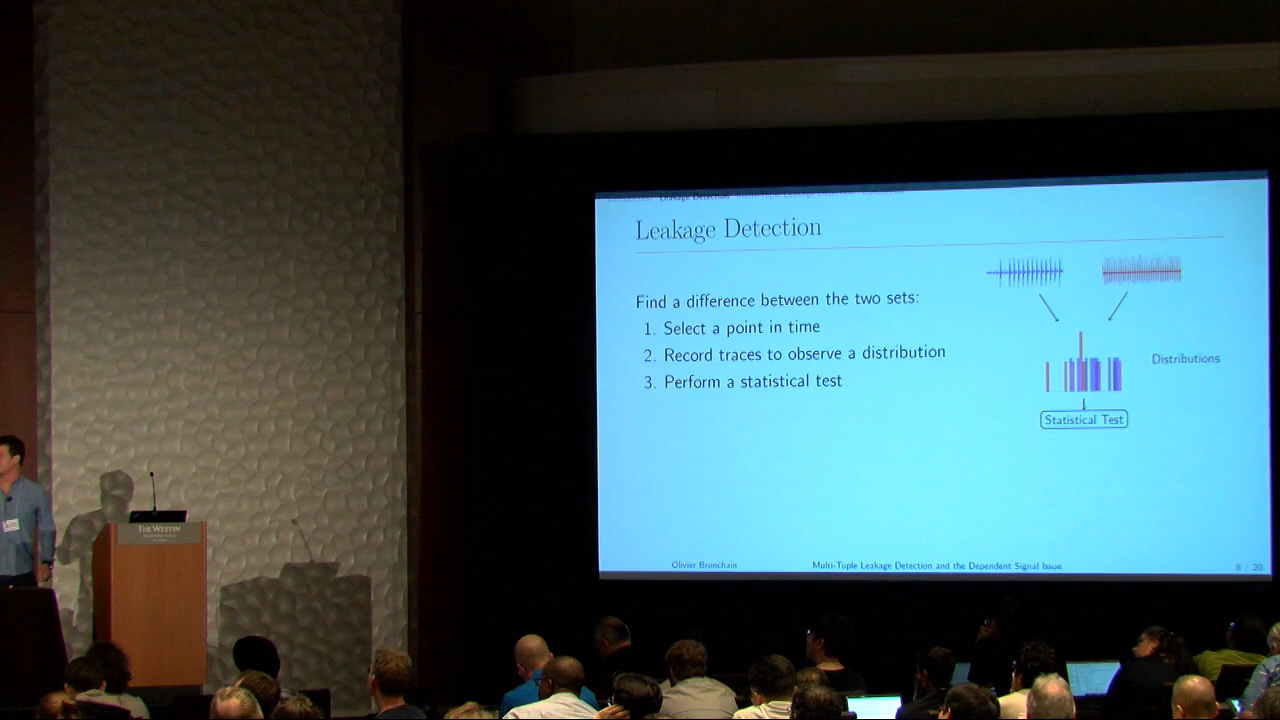 Leakage Detection
Leakage Detection
Find a difference between the two sets:
1. Select a point in time
2. Record traces to observe a distribution
3. Perform a statistical test
Distributions
Statistical Test
Olivier Bronchain
Multi-Tuple Leakage Detection and the Dependent Signal Issue
8 / 20
THE WESTIN